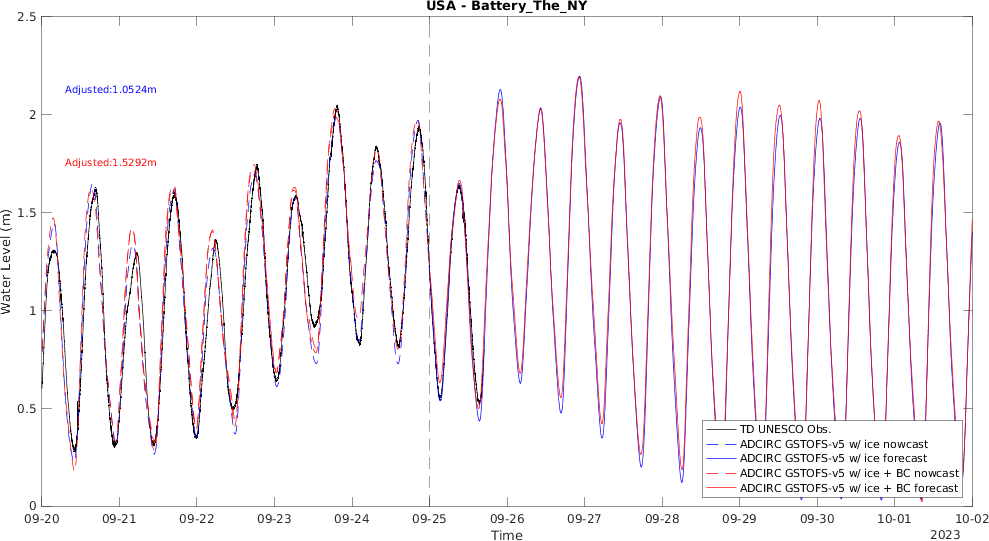 USA - Battery_The_NY
2.5
2
1.5
1
0.5
0
Water Level (m)
Adjusted:1.0524m
Adjusted:1.5292m
TD UNESCO Obs.
ADCIRC GSTOFS-v5 w/ ice nowcast
ADCIRC GSTOFS-v5 w/ ice forecast
ADCIRC GSTOFS-v5 w/ ice + BC nowcast
ADCIRC GSTOFS-v5 w/ ice + BC forecast
09-20 09-21 09-22 09-23 09-24 09-25 09-26 09-27 09-28 09-29 09-30 10-01 10-02
Time
2023